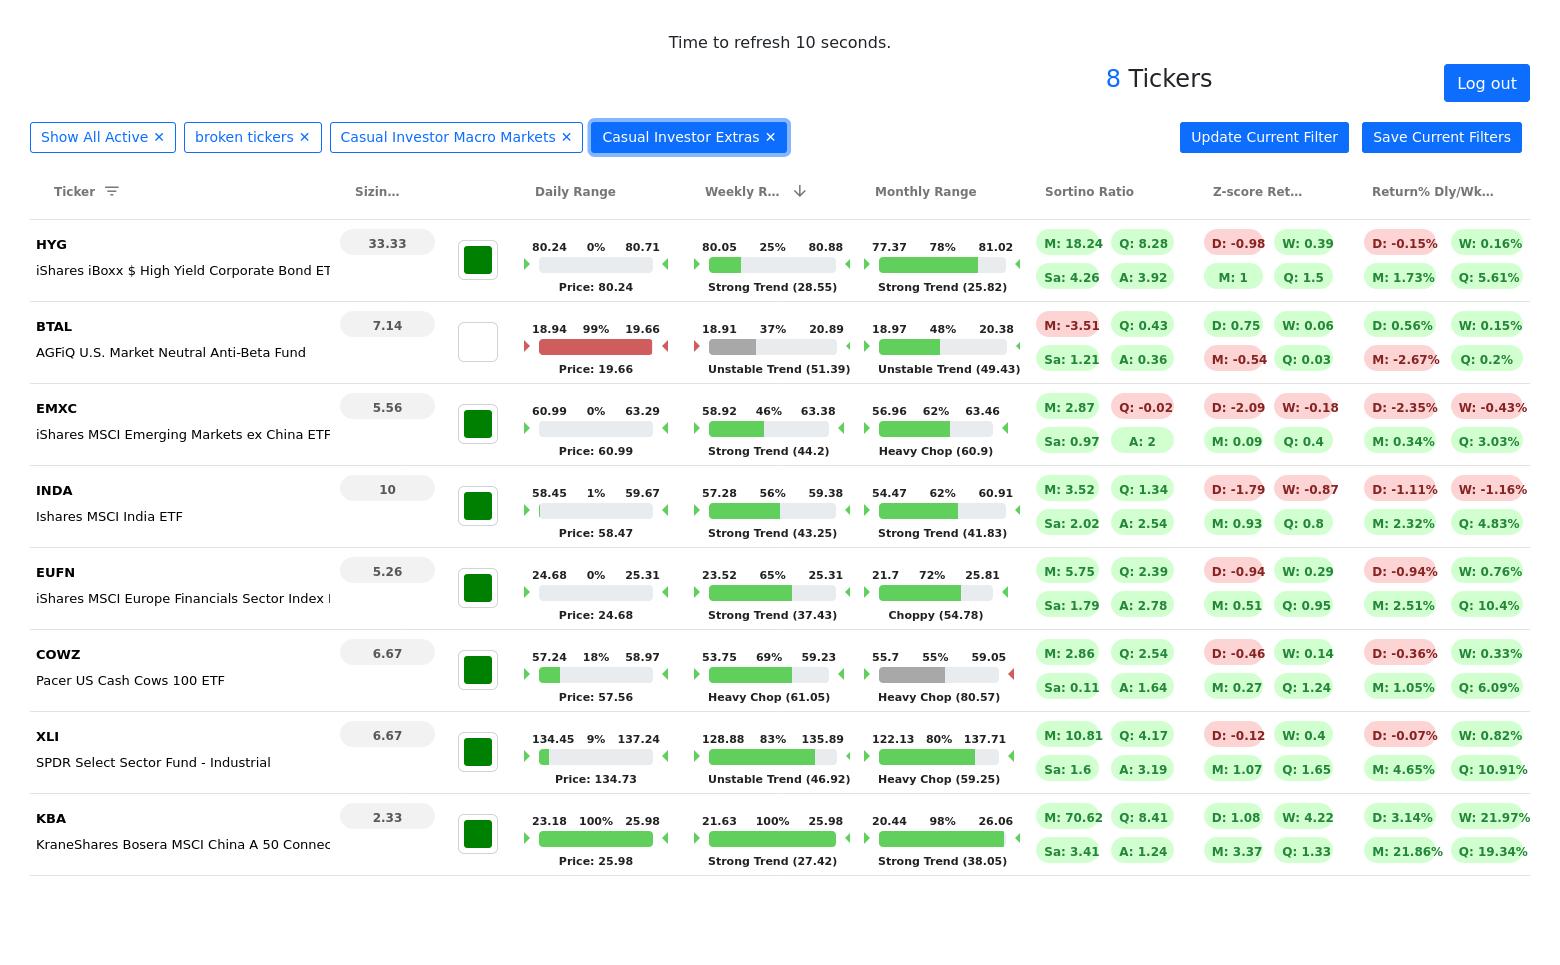 Time to refresh 10 seconds.
8 Tickers
Log out
Show All Active ✕ broken tickers ✕ Casual Investor Macro Markets ✕ Casual Investor Extras ✕ Update Current Filter Save Current Filters
Ticker Sizin... Daily Range Weekly R... Monthly Range Sortino Ratio Z-score Ret... Return% Dly/Wk...
HYG 33.33 80.24 0% 80.71 80.05 25% 80.88 77.37 78% 81.02 M: 18.24 Q: 8.28 D: -0.98 W: 0.39 D: -0.15% W: 0.16%
iShares iBoxx $ High Yield Corporate Bond ET Sa: 4.26 A: 3.92 M: 1 Q: 1.5 M: 1.73% Q: 5.61%
Price: 80.24 Strong Trend (28.55) Strong Trend (25.82)
BTAL 7.14 18.94 99% 19.66 18.91 37% 20.89 18.97 48% 20.38 M: -3.51 Q: 0.43 D: 0.75 W: 0.06 D: 0.56% W: 0.15%
AGFiQ U.S. Market Neutral Anti-Beta Fund Sa: 1.21 A: 0.36 M: -0.54 Q: 0.03 M: -2.67% Q: 0.2%
Price: 19.66 Unstable Trend (51.39) Unstable Trend (49.43)
EMXC 5.56 60.99 0% 63.29 58.92 46% 63.38 56.96 62% 63.46 M: 2.87 Q: -0.02 D: -2.09 W: -0.18 D: -2.35% W: -0.43%
iShares MSCI Emerging Markets ex China ETF Sa: 0.97 A: 2 M: 0.09 Q: 0.4 M: 0.34% Q: 3.03%
Price: 60.99 Strong Trend (44.2) Heavy Chop (60.9)
INDA 10 58.45 1% 59.67 57.28 56% 59.38 54.47 62% 60.91 M: 3.52 Q: 1.34 D: -1.79 W: -0.87 D: -1.11% W: -1.16%
Ishares MSCI India ETF Sa: 2.02 A: 2.54 M: 0.93 Q: 0.8 M: 2.32% Q: 4.83%
Price: 58.47 Strong Trend (43.25) Strong Trend (41.83)
EUFN 5.26 24.68 0% 25.31 23.52 65% 25.31 21.7 72% 25.81 M: 5.75 Q: 2.39 D: -0.94 W: 0.29 D: -0.94% W: 0.76%
iShares MSCI Europe Financials Sector Index Sa: 1.79 A: 2.78 M: 0.51 Q: 0.95 M: 2.51% Q: 10.4%
Price: 24.68 Strong Trend (37.43) Choppy (54.78)
COWZ 6.67 57.24 18% 58.97 53.75 69% 59.23 55.7 55% 59.05 M: 2.86 Q: 2.54 D: -0.46 W: 0.14 D: -0.36% W: 0.33%
Pacer US Cash Cows 100 ETF Sa: 0.11 A: 1.64 M: 0.27 Q: 1.24 M: 1.05% Q: 6.09%
Price: 57.56 Heavy Chop (61.05) Heavy Chop (80.57)
XLI 6.67 134.45 9% 137.24 128.88 83% 135.89 122.13 80% 137.71 M: 10.81 Q: 4.17 D: -0.12 W: 0.4 D: -0.07% W: 0.82%
SPDR Select Sector Fund - Industrial Sa: 1.6 A: 3.19 M: 1.07 Q: 1.65 M: 4.65% Q: 10.91%
Price: 134.73 Unstable Trend (46.92) Heavy Chop (59.25)
KBA 2.33 23.18 100% 25.98 21.63 100% 25.98 20.44 98% 26.06 M: 70.62 Q: 8.41 D: 1.08 W: 4.22 D: 3.14% W: 21.97%
KraneShares Bosera MSCI China A 50 Connec Sa: 3.41 A: 1.24 M: 3.37 Q: 1.33 M: 21.86% Q: 19.34%
Price: 25.98 Strong Trend (27.42) Strong Trend (38.05)